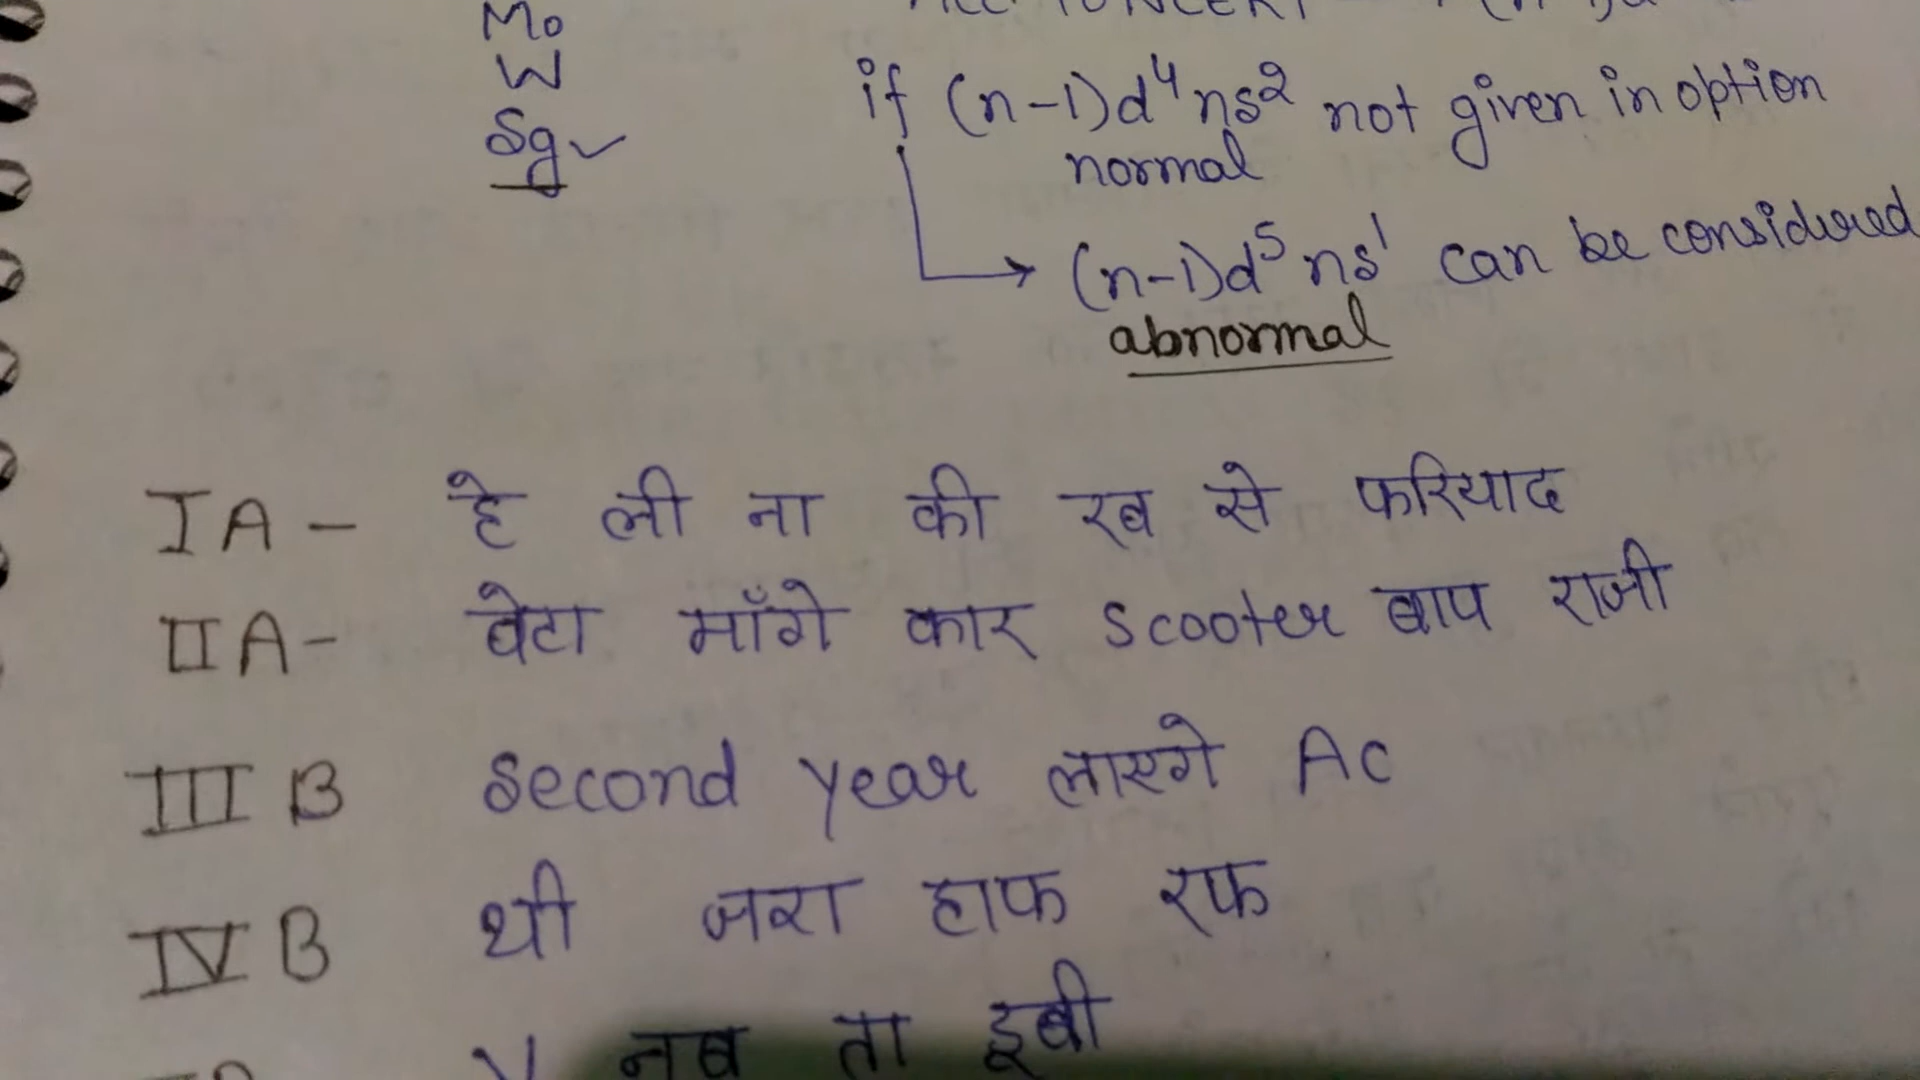 Mo
W
Sg
if (n-1)d⁴ns² not given in option
normal
(n-1)d⁵ns¹ can be considered
abnormal
IA - हे ली ना की रब से फरियाद
IIA - बेटा माँगे कार scooter बाप राजी
III B second year लाएगे Ac
IV B थी जरा हाफ रफ
V नब ता डूबी